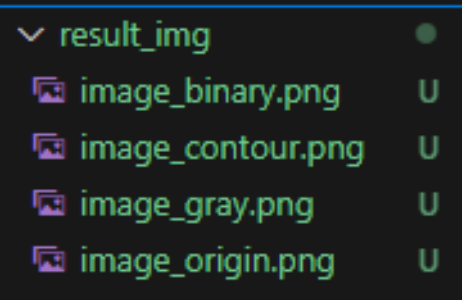 result_img
image_binary.png U
image_contour.png U
image_gray.png U
image_origin.png U